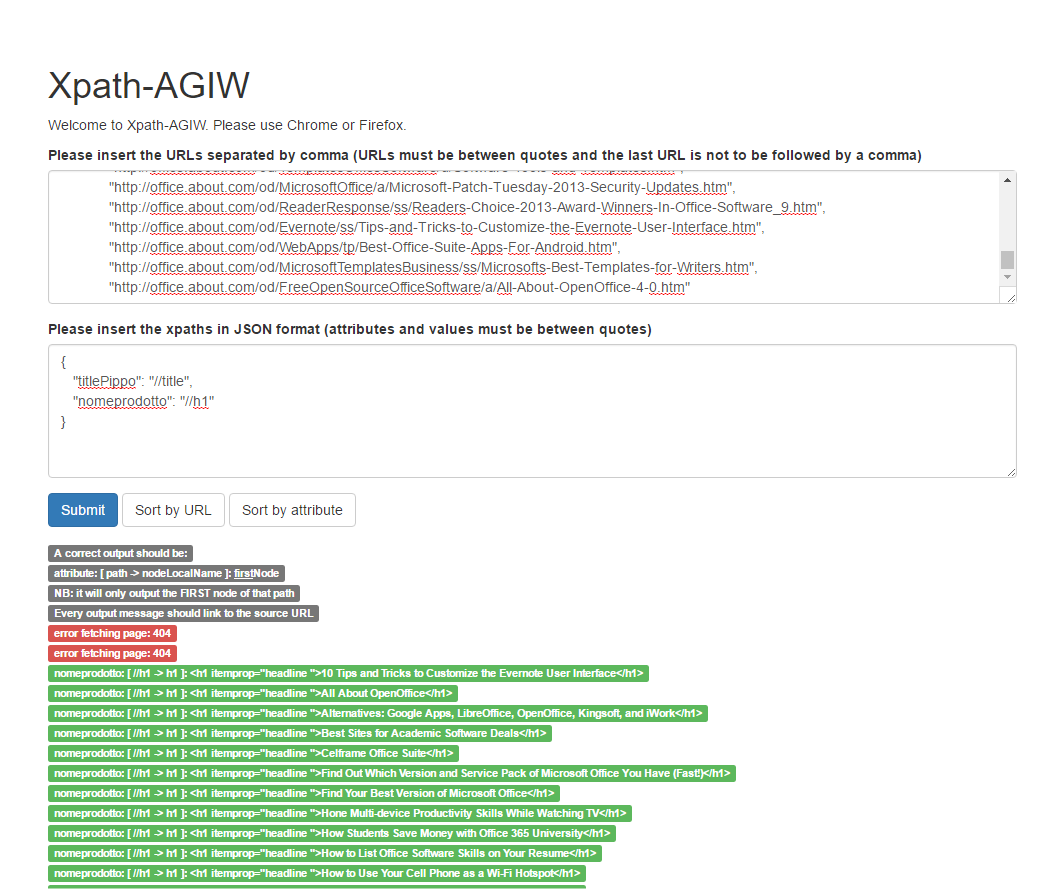 Xpath-AGIW
Welcome to Xpath-AGIW. Please use Chrome or Firefox.
Please insert the URLs separated by comma (URLs must be between quotes and the last URL is not to be followed by a comma)
"http://office.about.com/od/MicrosoftOffice/a/Microsoft-Patch-Tuesday-2013-Security-Updates.htm",
"http://office.about.com/od/ReaderResponse/ss/Readers-Choice-2013-Award-Winners-In-Office-Software_9.htm",
"http://office.about.com/od/Evernote/ss/Tips-and-Tricks-to-Customize-the-Evernote-User-Interface.htm",
"http://office.about.com/od/WebApps/tp/Best-Office-Suite-Apps-For-Android.htm",
"http://office.about.com/od/MicrosoftTemplatesBusiness/ss/Microsofts-Best-Templates-for-Writers.htm",
"http://office.about.com/od/FreeOpenSourceOfficeSoftware/a/All-About-OpenOffice-4-0.htm"
Please insert the xpaths in JSON format (attributes and values must be between quotes)
{
"titlePippo": "//title",
"nomeprodotto": "//h1"
}
Submit Sort by URL Sort by attribute
A correct output should be:
attribute: [ path -> nodeLocalName ]: firstNode
NB: it will only output the FIRST node of that path
Every output message should link to the source URL
error fetching page: 404
error fetching page: 404
nomeprodotto: [ //h1 -> h1 ]: <h1 itemprop="headline ">10 Tips and Tricks to Customize the Evernote User Interface</h1>
nomeprodotto: [ //h1 -> h1 ]: <h1 itemprop="headline ">All About OpenOffice</h1>
nomeprodotto: [ //h1 -> h1 ]: <h1 itemprop="headline ">Alternatives: Google Apps, LibreOffice, OpenOffice, Kingsoft, and iWork</h1>
nomeprodotto: [ //h1 -> h1 ]: <h1 itemprop="headline ">Best Sites for Academic Software Deals</h1>
nomeprodotto: [ //h1 -> h1 ]: <h1 itemprop="headline ">Celframe Office Suite</h1>
nomeprodotto: [ //h1 -> h1 ]: <h1 itemprop="headline ">Find Out Which Version and Service Pack of Microsoft Office You Have (Fast!)</h1>
nomeprodotto: [ //h1 -> h1 ]: <h1 itemprop="headline ">Find Your Best Version of Microsoft Office</h1>
nomeprodotto: [ //h1 -> h1 ]: <h1 itemprop="headline ">Hone Multi-device Productivity Skills While Watching TV</h1>
nomeprodotto: [ //h1 -> h1 ]: <h1 itemprop="headline ">How Students Save Money with Office 365 University</h1>
nomeprodotto: [ //h1 -> h1 ]: <h1 itemprop="headline ">How to List Office Software Skills on Your Resume</h1>
nomeprodotto: [ //h1 -> h1 ]: <h1 itemprop="headline ">How to Use Your Cell Phone as a Wi-Fi Hotspot</h1>